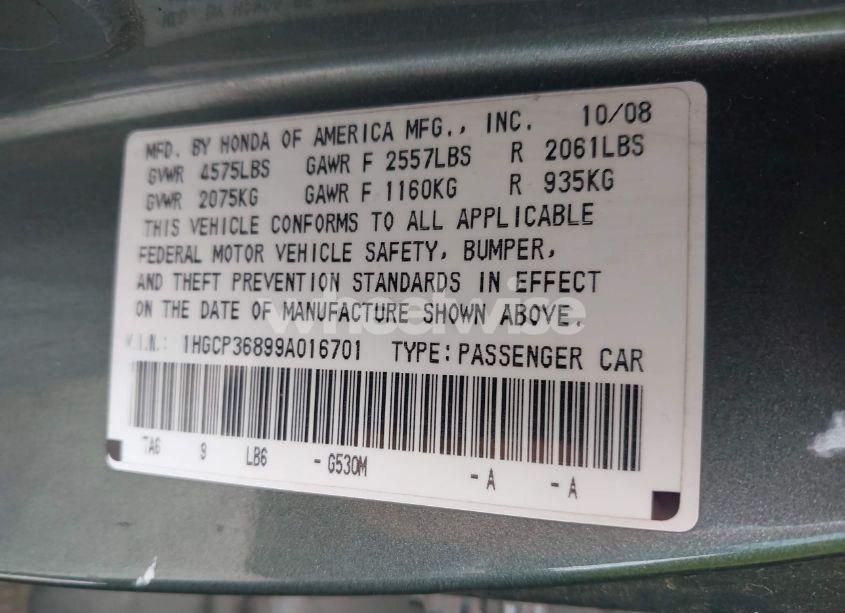 MFD. BY HONDA OF AMERICA MFG., INC. 10/08
GVWR 4575LBS GAWR F 2557LBS R 2061LBS
GVWR 2075KG GAWR F 1160KG R 935KG
THIS VEHICLE CONFORMS TO ALL APPLICABLE
FEDERAL MOTOR VEHICLE SAFETY, BUMPER,
AND THEFT PREVENTION STANDARDS IN EFFECT
ON THE DATE OF MANUFACTURE SHOWN ABOVE.
wheelwire
V.I.N.: 1HGCP36899A016701 TYPE: PASSENGER CAR
TA6 9 LB6 - G530M - A - A